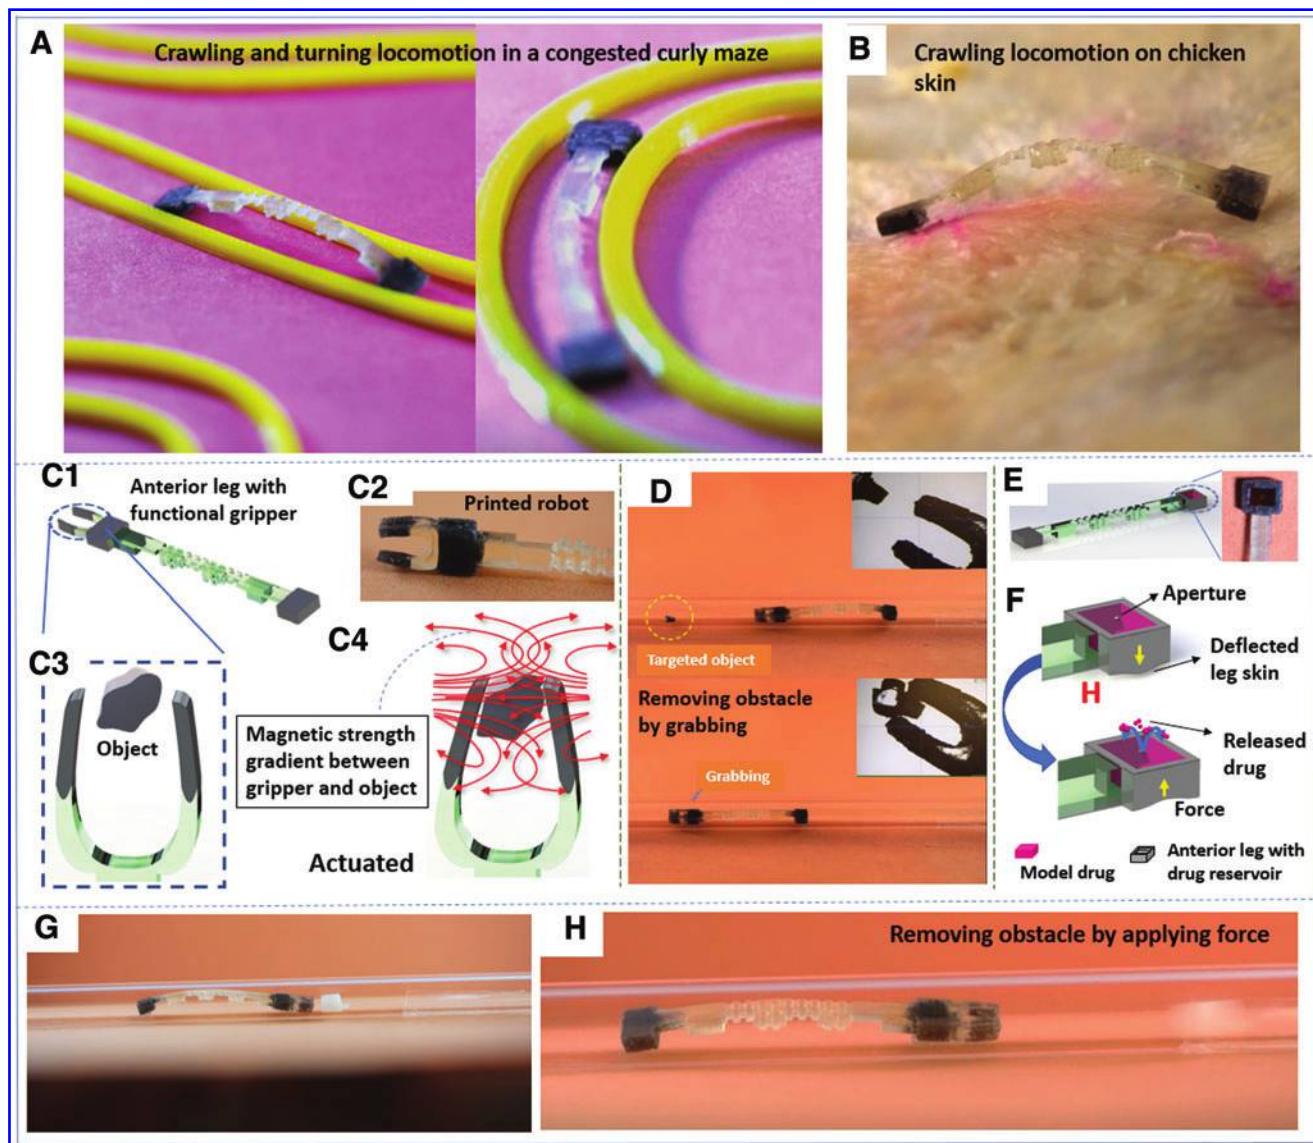 A
Crawling and turning locomotion in a congested curly maze
B
Crawling locomotion on chicken
skin
C1
Anterior leg with
functional gripper
C2
Printed robot
C3
Object
C4
Magnetic strength
gradient between
gripper and object
Actuated
D
Targeted object
Removing obstacle
by grabbing
Grabbing
E
F
Aperture
Deflected
leg skin
H
Released
drug
Force
Model drug
Anterior leg with
drug reservoir
G
H
Removing obstacle by applying force